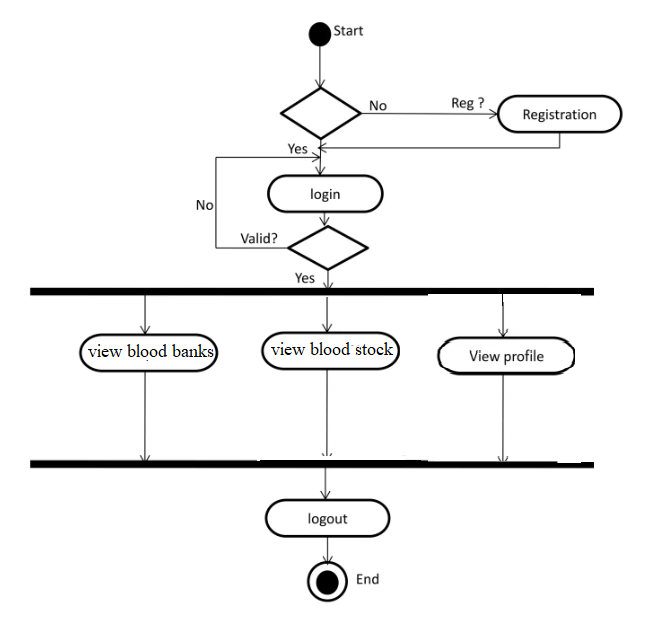 Start
No
Reg ?
Registration
Yes
login
No
Valid?
Yes
view blood banks
view blood stock
View profile
logout
End